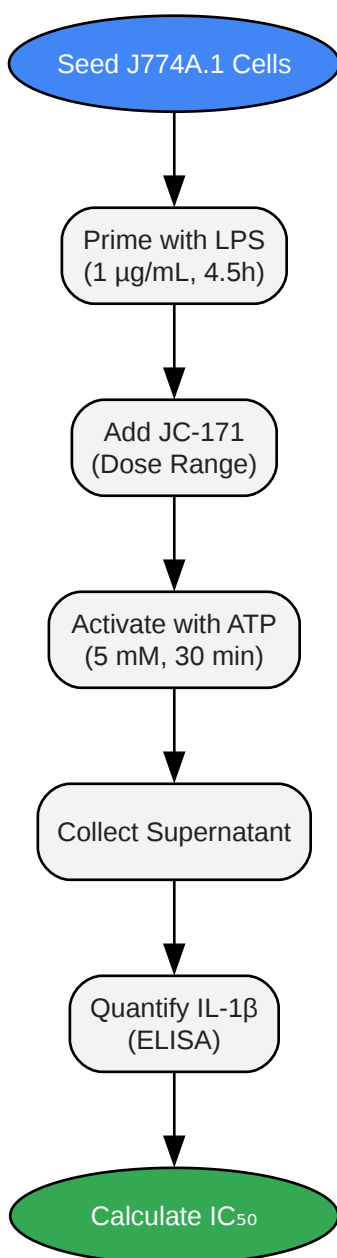 Seed J774A.1 Cells
Prime with LPS
(1 µg/mL, 4.5h)
Add JC-171
(Dose Range)
Activate with ATP
(5 mM, 30 min)
Collect Supernatant
Quantify IL-1β
(ELISA)
Calculate IC₅₀